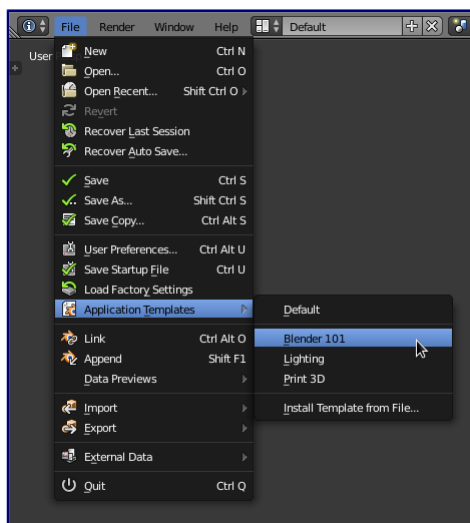 File Render Window Help Default
User
New Ctrl N
Open... Ctrl O
Open Recent... Shift Ctrl O
Revert
Recover Last Session
Recover Auto Save...
Save Ctrl S
Save As... Shift Ctrl S
Save Copy... Ctrl Alt S
User Preferences... Ctrl Alt U
Save Startup File Ctrl U
Load Factory Settings
Application Templates
Default
Blender 101
Lighting
Print 3D
Install Template from File...
Link Ctrl Alt O
Append Shift F1
Data Previews
Import
Export
External Data
Quit Ctrl Q